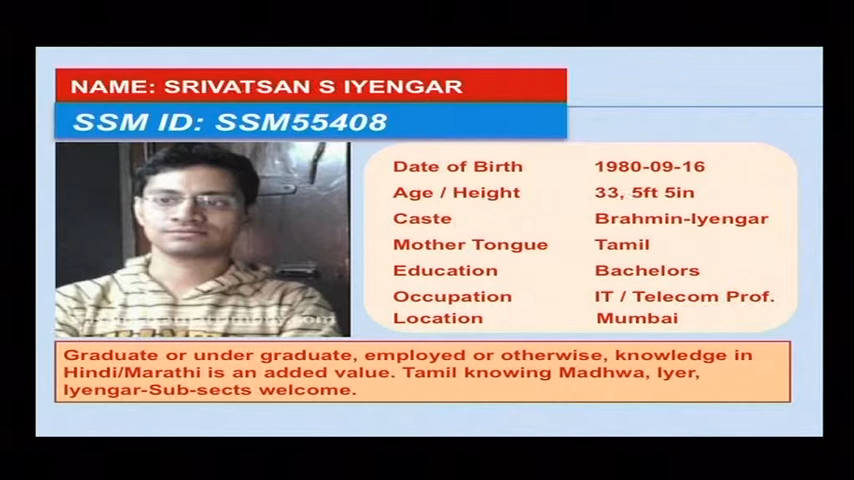 NAME: SRIVATSAN S IYENGAR
SSM ID: SSM55408
Date of Birth 1980-09-16
Age / Height 33, 5ft 5in
Caste Brahmin-Iyengar
Mother Tongue Tamil
Education Bachelors
Occupation IT / Telecom Prof.
Location Mumbai
Graduate or under graduate, employed or otherwise, knowledge in
Hindi/Marathi is an added value. Tamil knowing Madhwa, Iyer,
Iyengar-Sub-sects welcome.